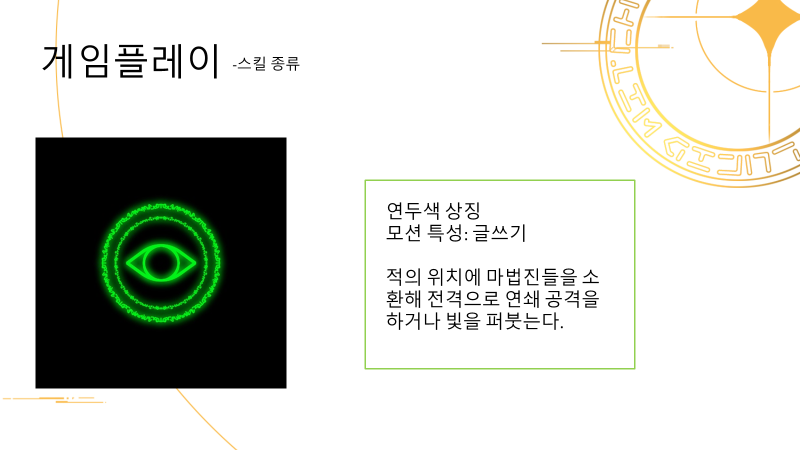 게임플레이 -스킬 종류
연두색 상징
모션 특성: 글쓰기
적의 위치에 마법진들을 소
환해 전격으로 연쇄 공격을
하거나 빛을 퍼붓는다.